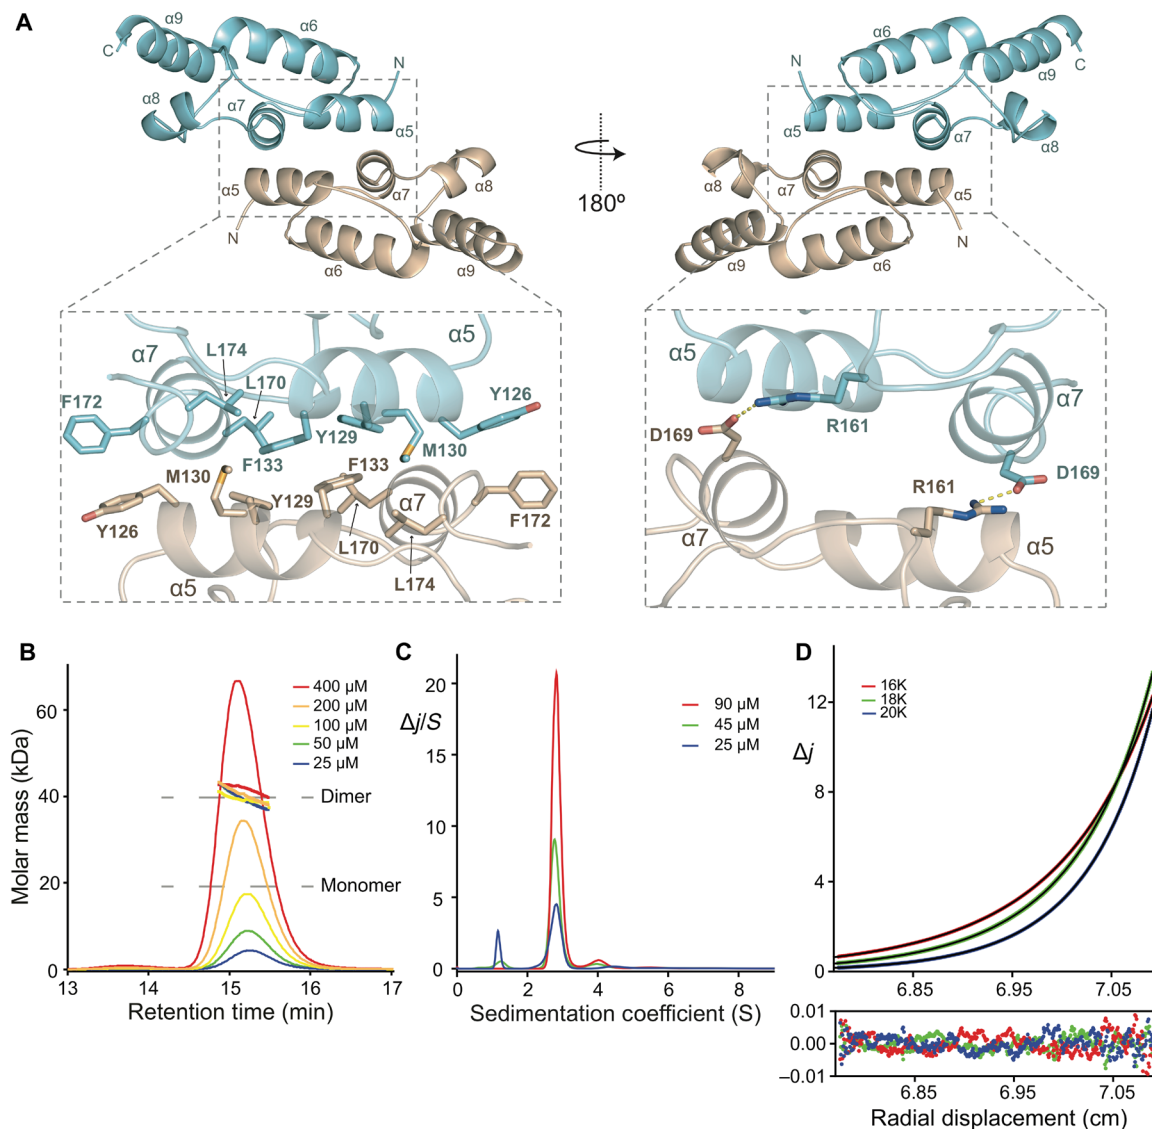 A
α9
α6
C
N
α8
α7
α5
α5
α7
α8
N
α6
α9
180º
α6
N
α9
C
α5
α7
α8
α8
α7
α5
α9
α6
N
α5
α7
L174
L170
F172
Y126
Y129
F133
M130
M130
F133
Y129
α7
Y126
F172
L170
α5
L174
α5
α7
R161
D169
D169
R161
α7
α5
B
Molar mass (kDa)
60
40
20
0
400 µM
200 µM
100 µM
50 µM
25 µM
Dimer
Monomer
13 14 15 16 17
Retention time (min)
C
Δj/S
20
15
10
5
0
90 µM
45 µM
25 µM
0 2 4 6 8
Sedimentation coefficient (S)
D
Δj
12
8
4
0
16K
18K
20K
6.85 6.95 7.05
0.01
0.00
–0.01
6.85 6.95 7.05
Radial displacement (cm)